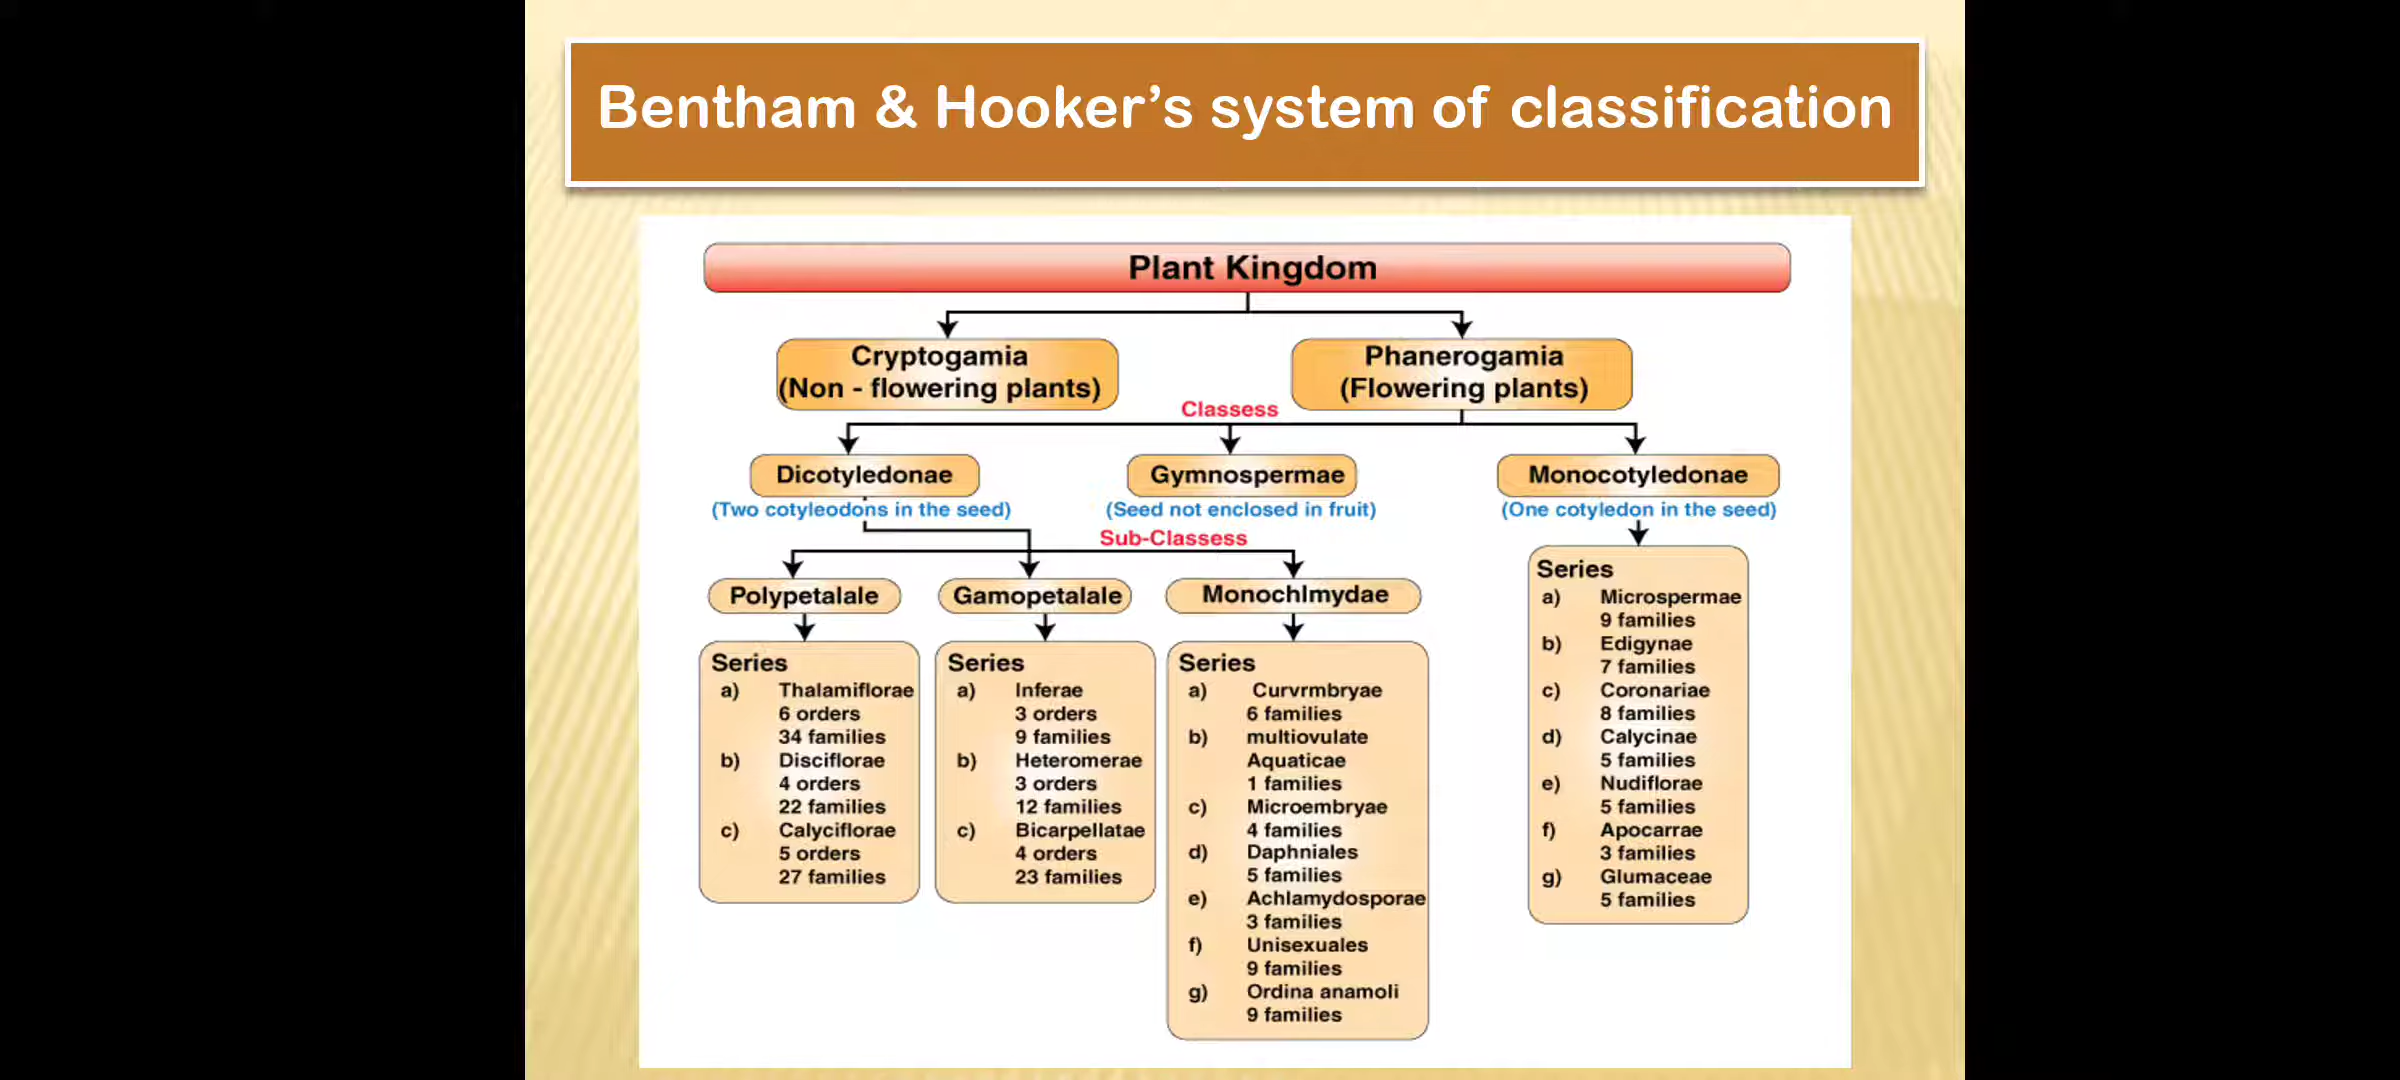 Bentham & Hooker’s system of classification
Plant Kingdom
Cryptogamia
(Non - flowering plants)
Phanerogamia
(Flowering plants)
Classess
Dicotyledonae
(Two cotyleodons in the seed)
Gymnospermae
(Seed not enclosed in fruit)
Monocotyledonae
(One cotyledon in the seed)
Sub-Classess
Polypetalale
Series
a) Thalamiflorae
6 orders
34 families
b) Disciflorae
4 orders
22 families
c) Calyciflorae
5 orders
27 families
Gamopetalale
Series
a) Inferae
3 orders
9 families
b) Heteromerae
3 orders
12 families
c) Bicarpellatae
4 orders
23 families
Monochlmydae
Series
a) Curvrmbryae
6 families
b) multiovulate
Aquaticae
1 families
c) Microembryae
4 families
d) Daphniales
5 families
e) Achlamydosporae
3 families
f) Unisexuales
9 families
g) Ordina anamoli
9 families
Series
a) Microspermae
9 families
b) Edigynae
7 families
c) Coronariae
8 families
d) Calycinae
5 families
e) Nudiflorae
5 families
f) Apocarrae
3 families
g) Glumaceae
5 families